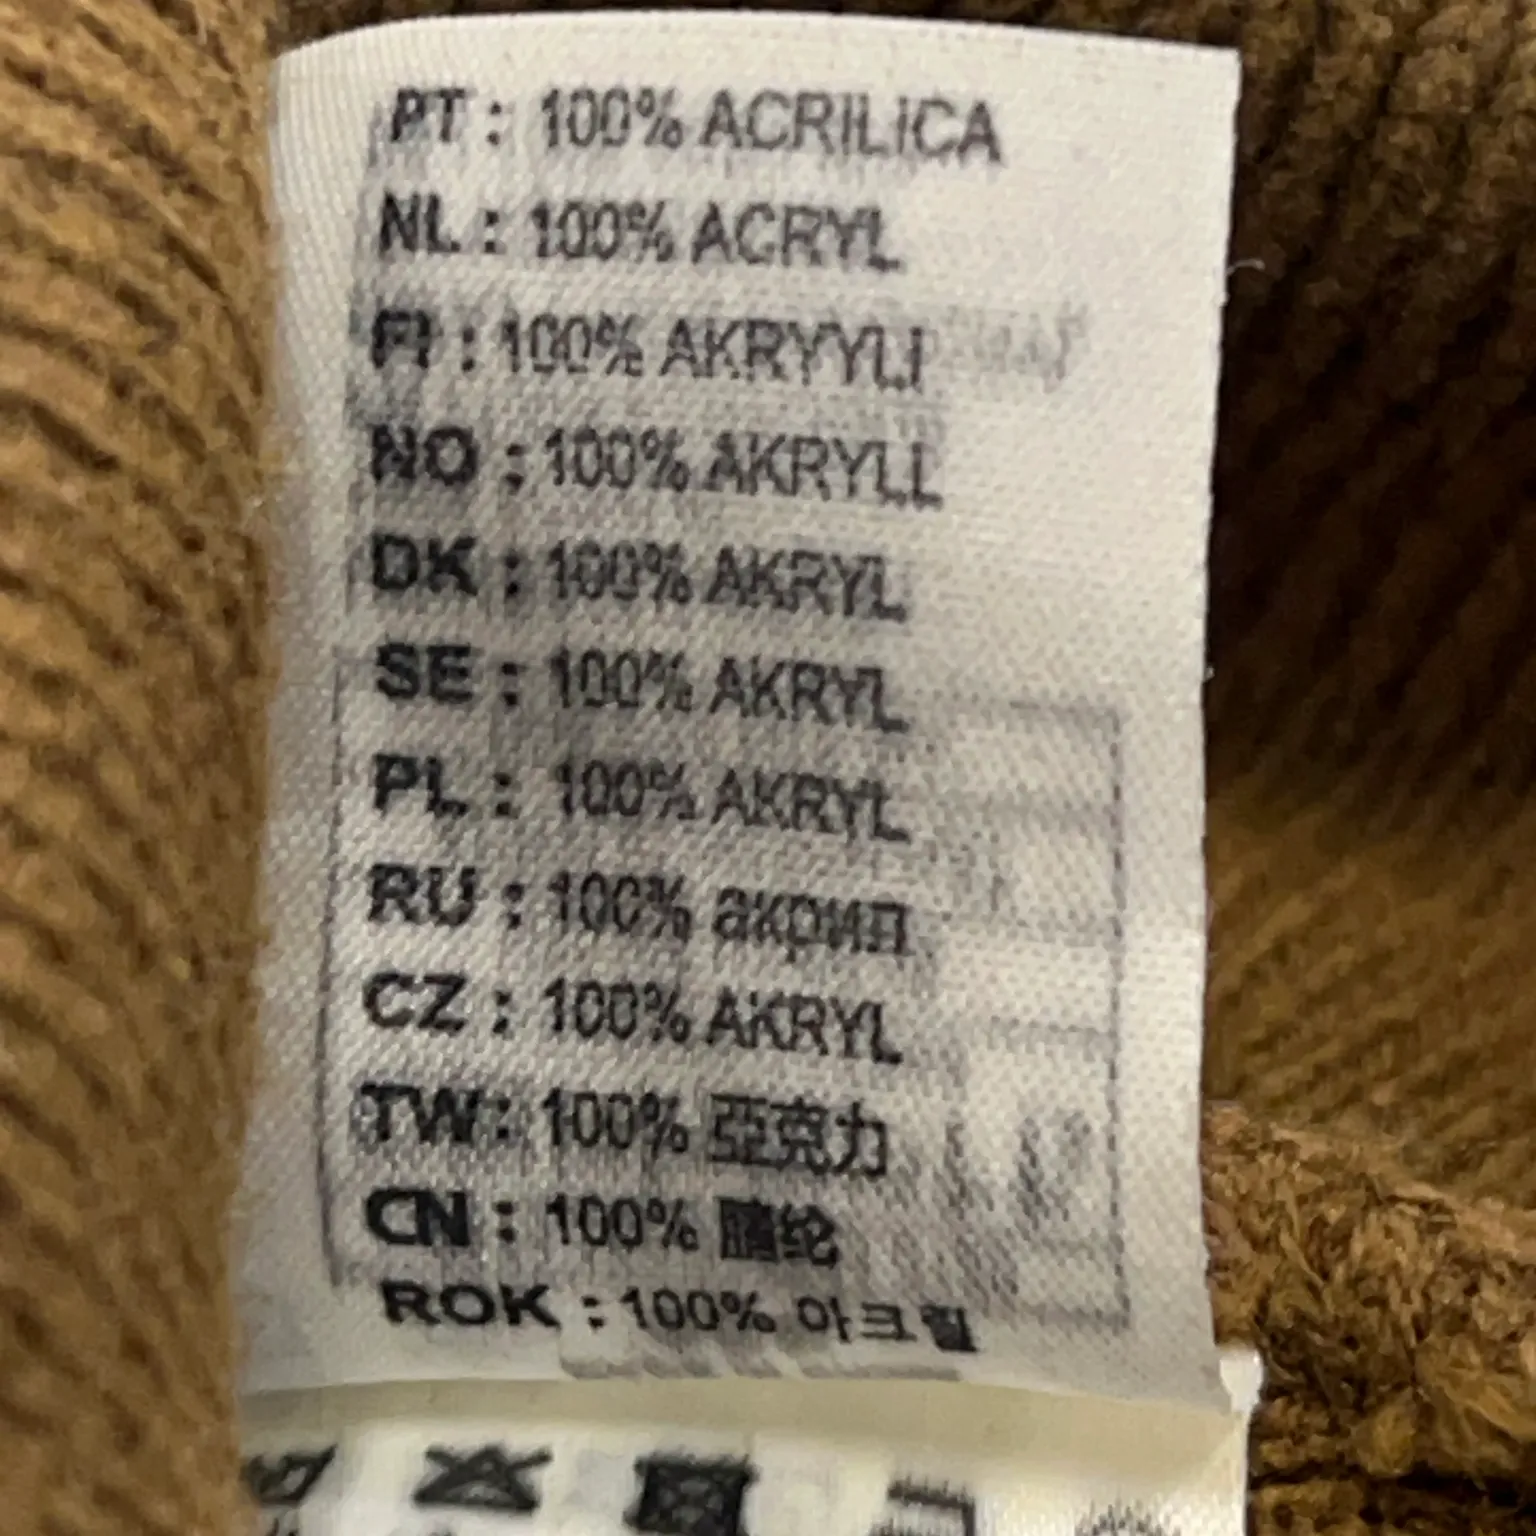 PT : 100% ACRILICA
NL : 100% ACRYL
FI : 100% AKRYYLI
NO : 100% AKRYLL
DK : 100% AKRYL
SE : 100% AKRYL
PL : 100% AKRYL
RU : 100% акрил
CZ : 100% AKRYL
TW : 100% 亞克力
CN : 100% 腈纶
ROK : 100% 아크릴